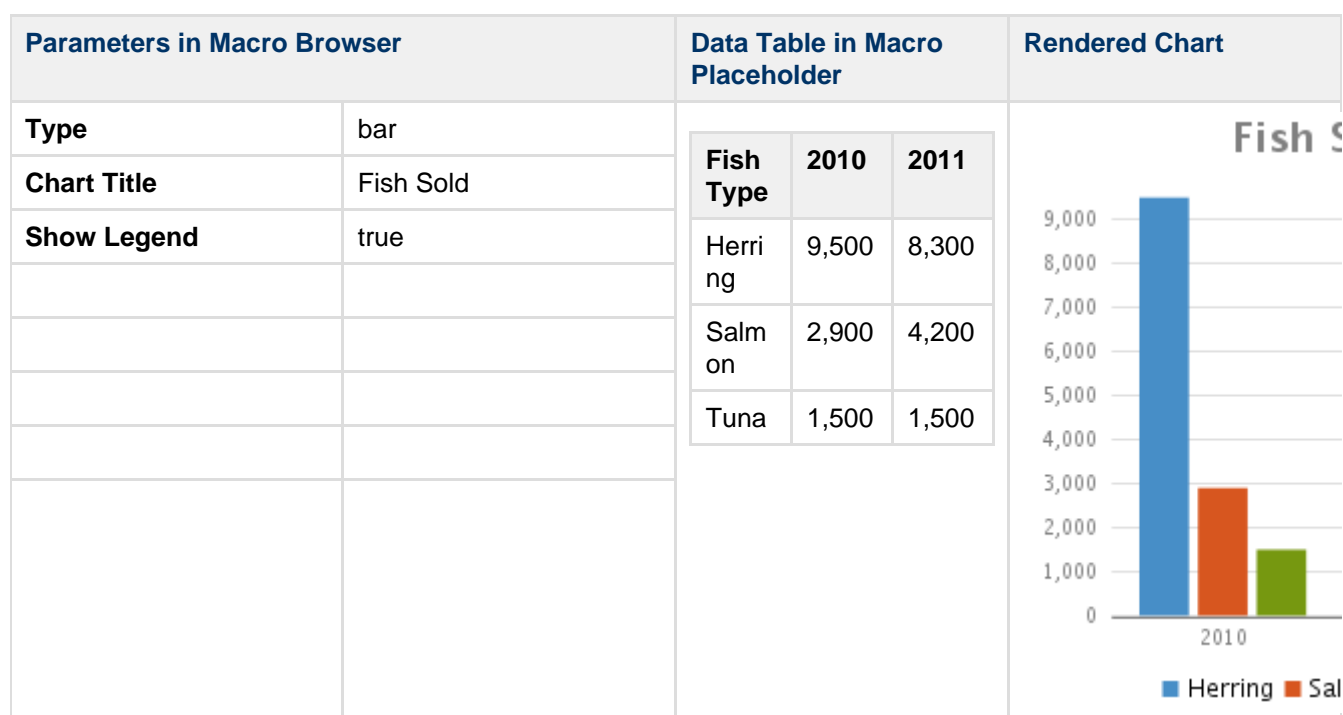 Parameters in Macro Browser
Data Table in Macro
Placeholder
Rendered Chart
Type
bar
Chart Title
Fish Sold
Show Legend
true
Fish
Type
2010
2011
Herri
ng
9,500
8,300
Salm
on
2,900
4,200
Tuna
1,500
1,500
Fish
9,000
8,000
7,000
6,000
5,000
4,000
3,000
2,000
1,000
0
2010
Herring
Sal